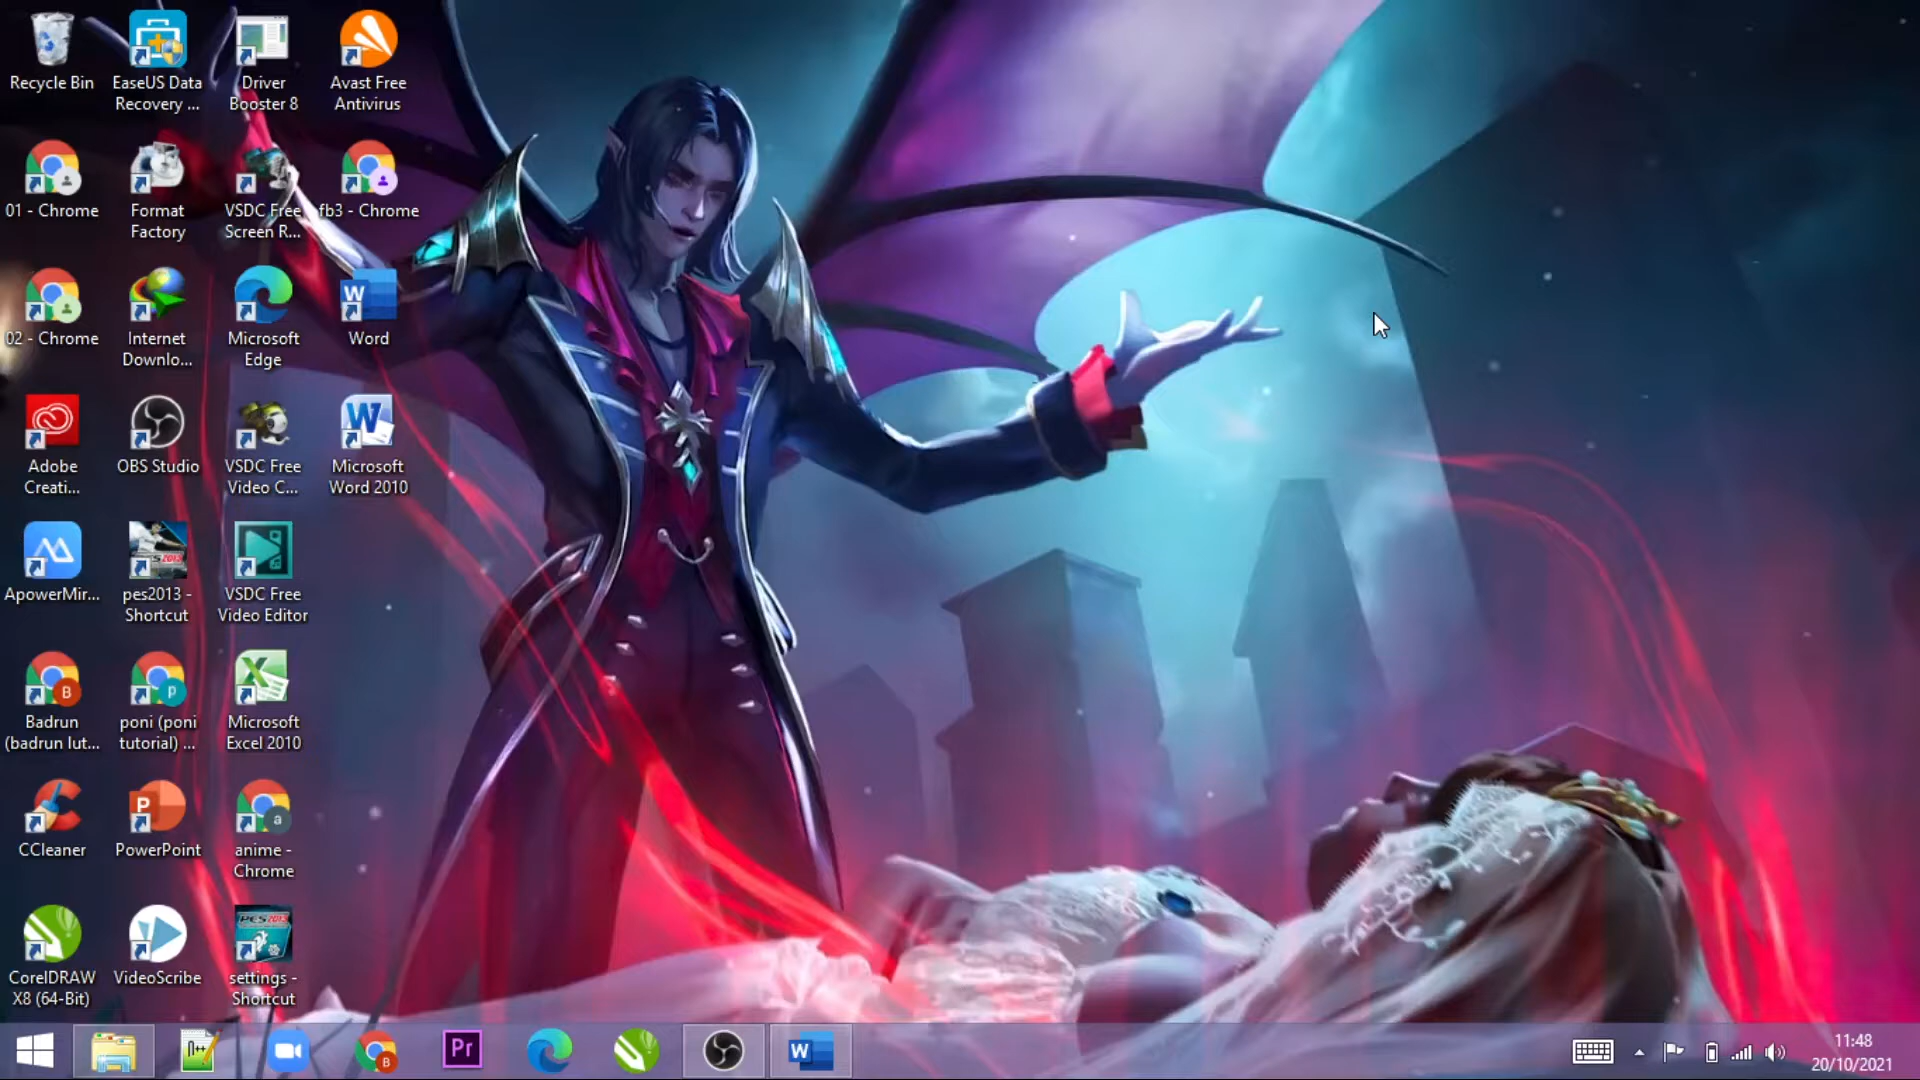 Recycle Bin
EaseUS Data
Recovery ...
Driver
Booster 8
Avast Free
Antivirus
01 - Chrome
Format
Factory
VSDC Free
Screen R...
fb3 - Chrome
02 - Chrome
Internet
Downlo...
Microsoft
Edge
Word
Adobe
Creati...
OBS Studio
VSDC Free
Video C...
Microsoft
Word 2010
ApowerMir...
pes2013 -
Shortcut
VSDC Free
Video Editor
Badrun
(badrun lut...
poni (poni
tutorial) ...
Microsoft
Excel 2010
CCleaner
PowerPoint
anime -
Chrome
CorelDRAW
X8 (64-Bit)
VideoScribe
settings -
Shortcut
11:48
20/10/2021